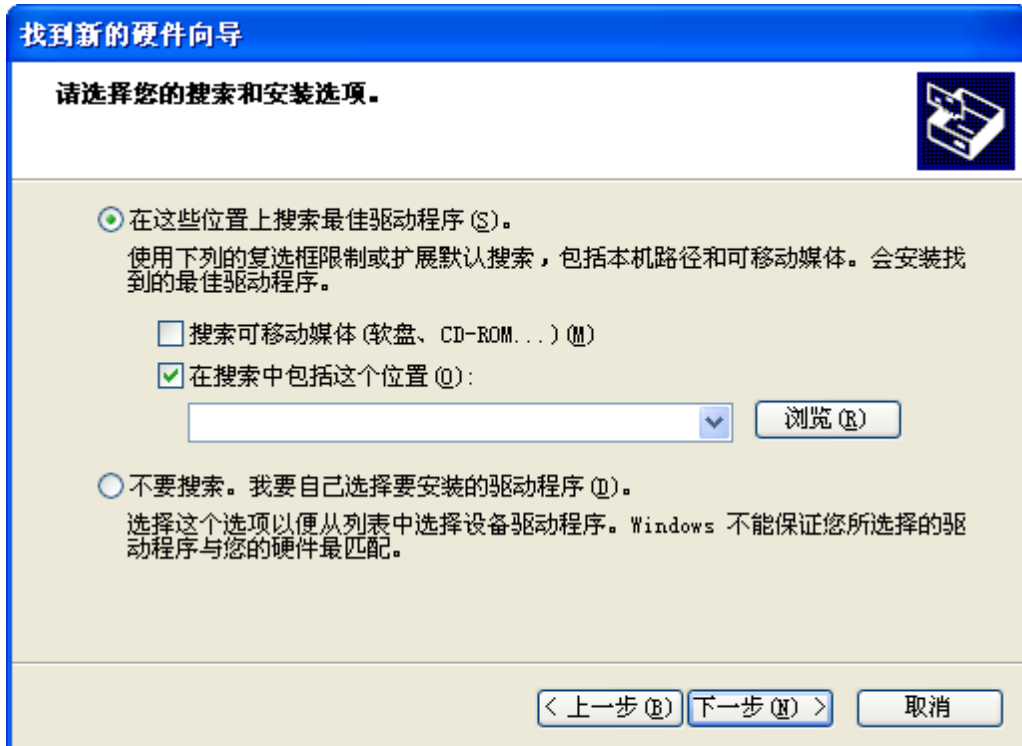 找到新的硬件向导
请选择您的搜索和安装选项。
在这些位置上搜索最佳驱动程序(S)。
使用下列的复选框限制或扩展默认搜索，包括本机路径和可移动媒体。会安装找
到的最佳驱动程序。
搜索可移动媒体(软盘、CD-ROM...)(M)
在搜索中包括这个位置(O):
浏览(R)
不要搜索。我要自己选择要安装的驱动程序(D)。
选择这个选项以便从列表中选择设备驱动程序。Windows 不能保证您所选择的驱
动程序与您的硬件最匹配。
< 上一步(B) 下一步(N) > 取消